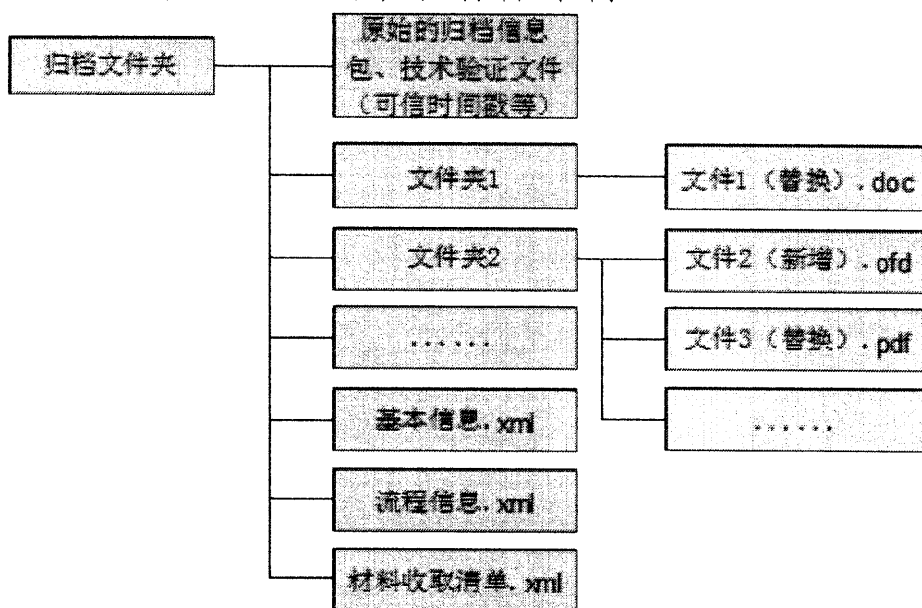 归档文件夹
原始的归档信息
包、技术验证文件
（可信时间戳等）
文件夹1
文件1（替换）.doc
文件夹2
文件2（新增）.ofd
......
文件3（替换）.pdf
基本信息.xml
......
流程信息.xml
材料收取清单.xml